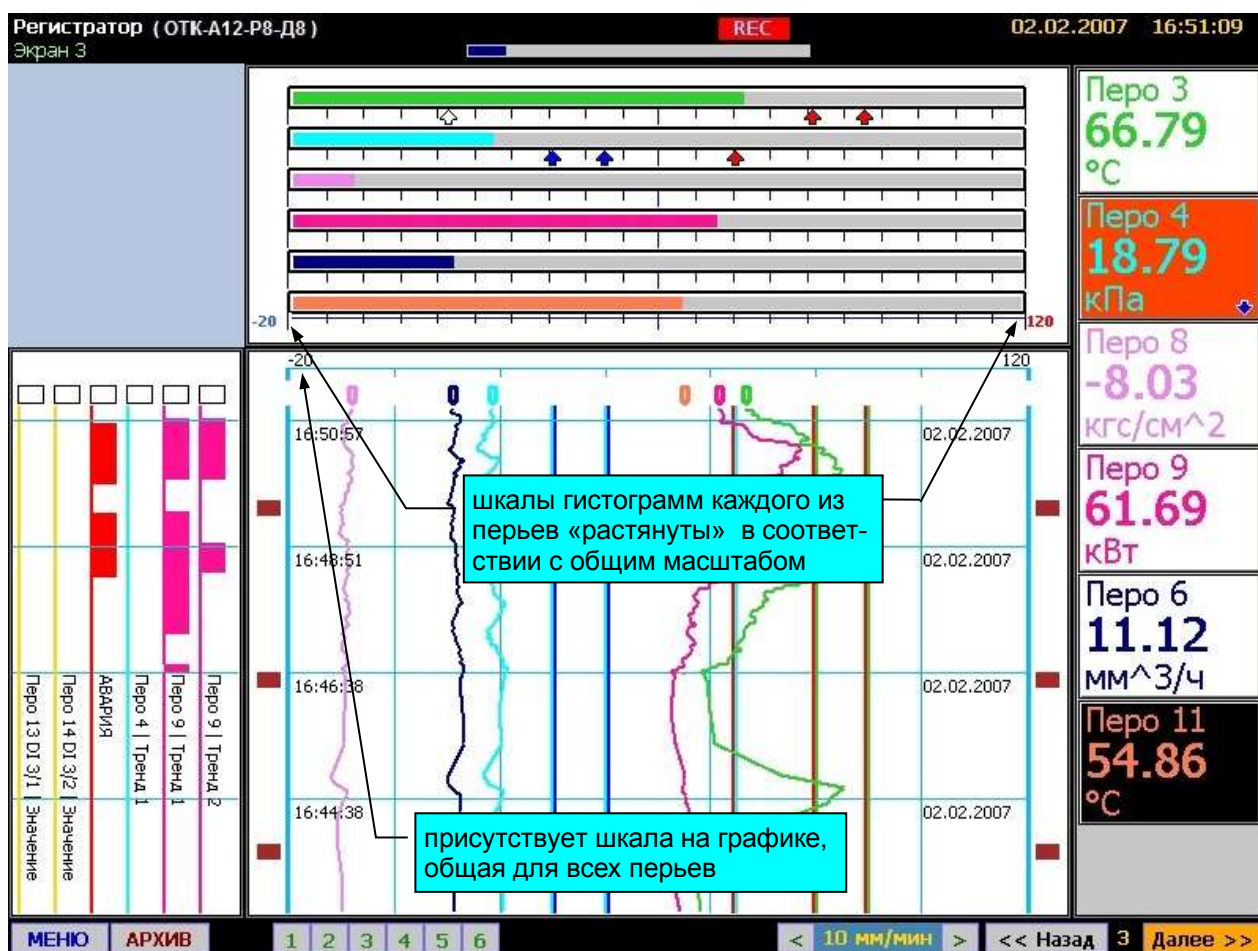 Регистратор ( ОТК-А12-Р8-Д8 )
REC
02.02.2007 16:51:09
Экран 3
-20
120
Перо 3
66.79
°C
Перо 4
18.79
кПа
Перо 8
-8.03
кгс/см^2
Перо 9
61.69
кВт
Перо 6
11.12
мм^3/ч
Перо 11
54.86
°C
-20
120
16:50:57
02.02.2007
шкалы гистограмм каждого из
перьев «растянуты» в соответ-
ствии с общим масштабом
16:48:51
02.02.2007
16:46:38
02.02.2007
16:44:38
02.02.2007
присутствует шкала на графике,
общая для всех перьев
Перо 13 DI 3/1 | Значение
Перо 14 DI 3/2 | Значение
АВАРИЯ
Перо 4 | Тренд 1
Перо 9 | Тренд 1
Перо 9 | Тренд 2
МЕНЮ
АРХИВ
1 2 3 4 5 6
< 10 мм/мин >
<< Назад 3 Далее >>